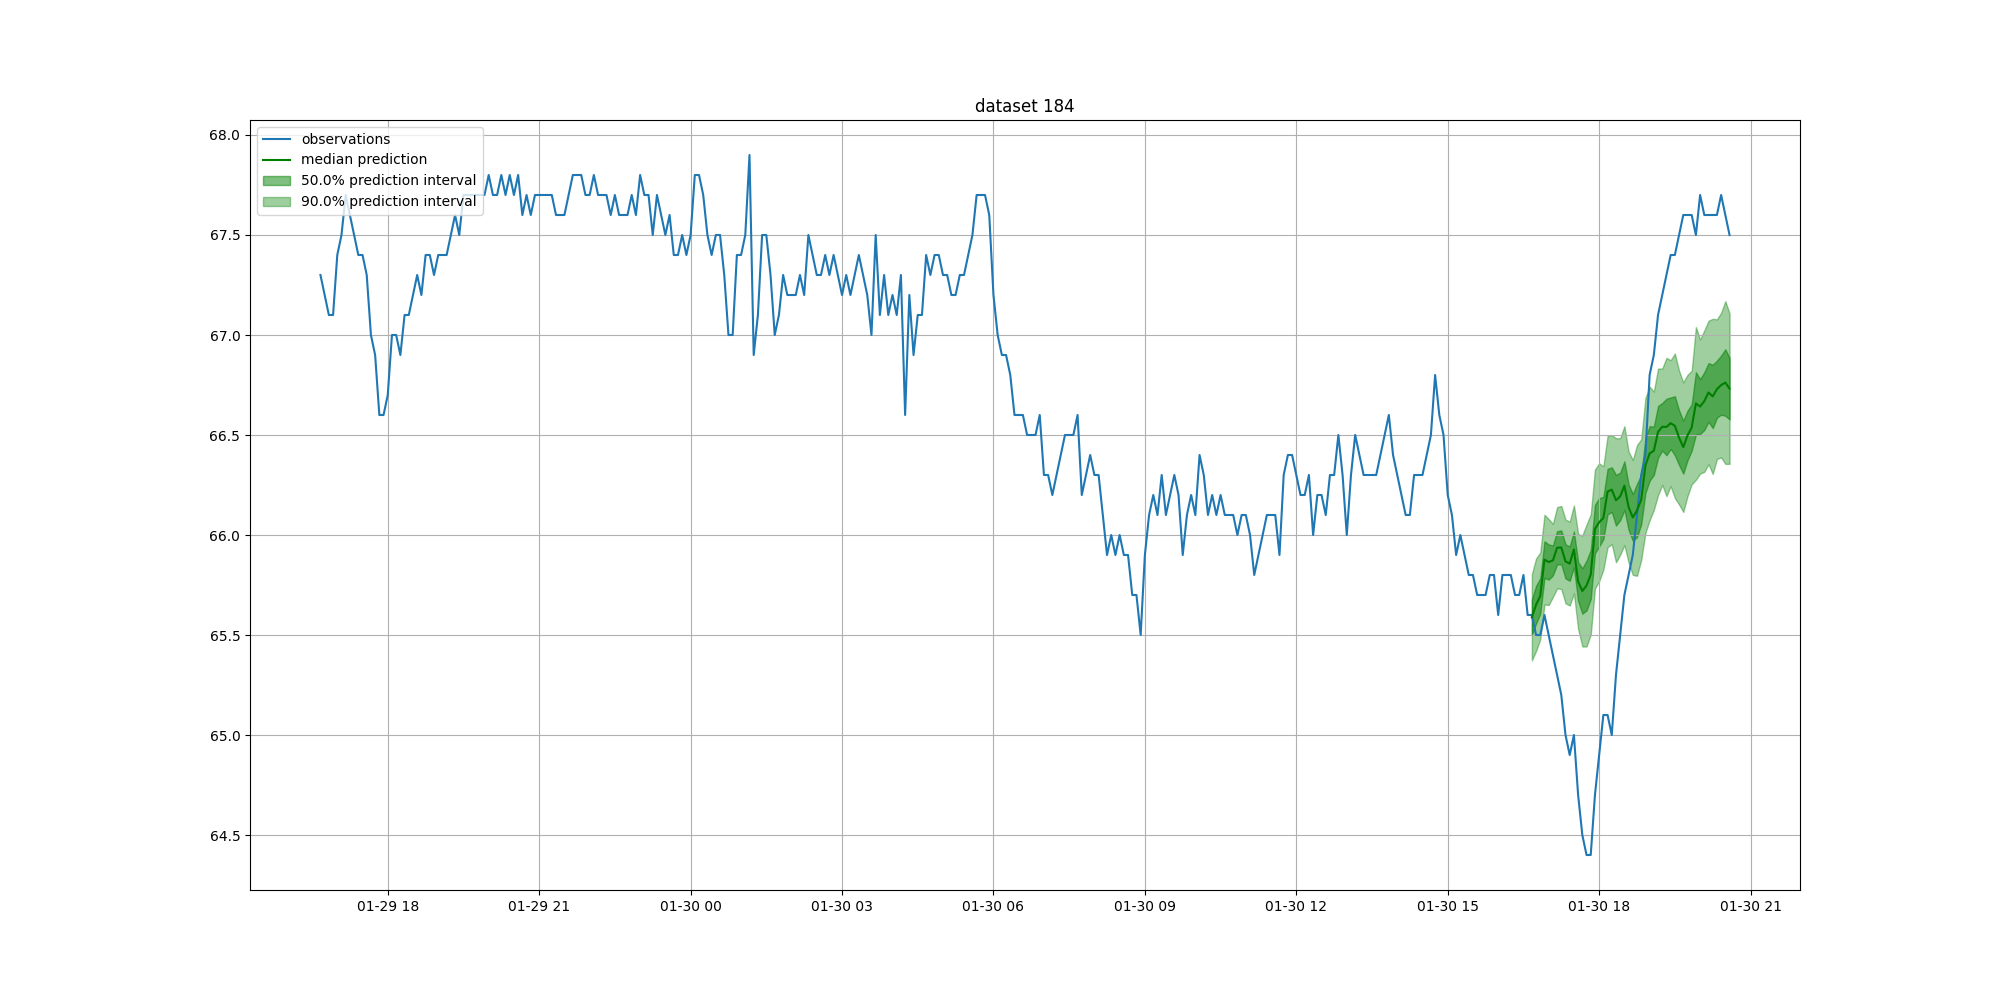 dataset 184
68.0
67.5
67.0
66.5
66.0
65.5
65.0
64.5
observations
median prediction
50.0% prediction interval
90.0% prediction interval
01-29 18 01-29 21 01-30 00 01-30 03 01-30 06 01-30 09 01-30 12 01-30 15 01-30 18 01-30 21